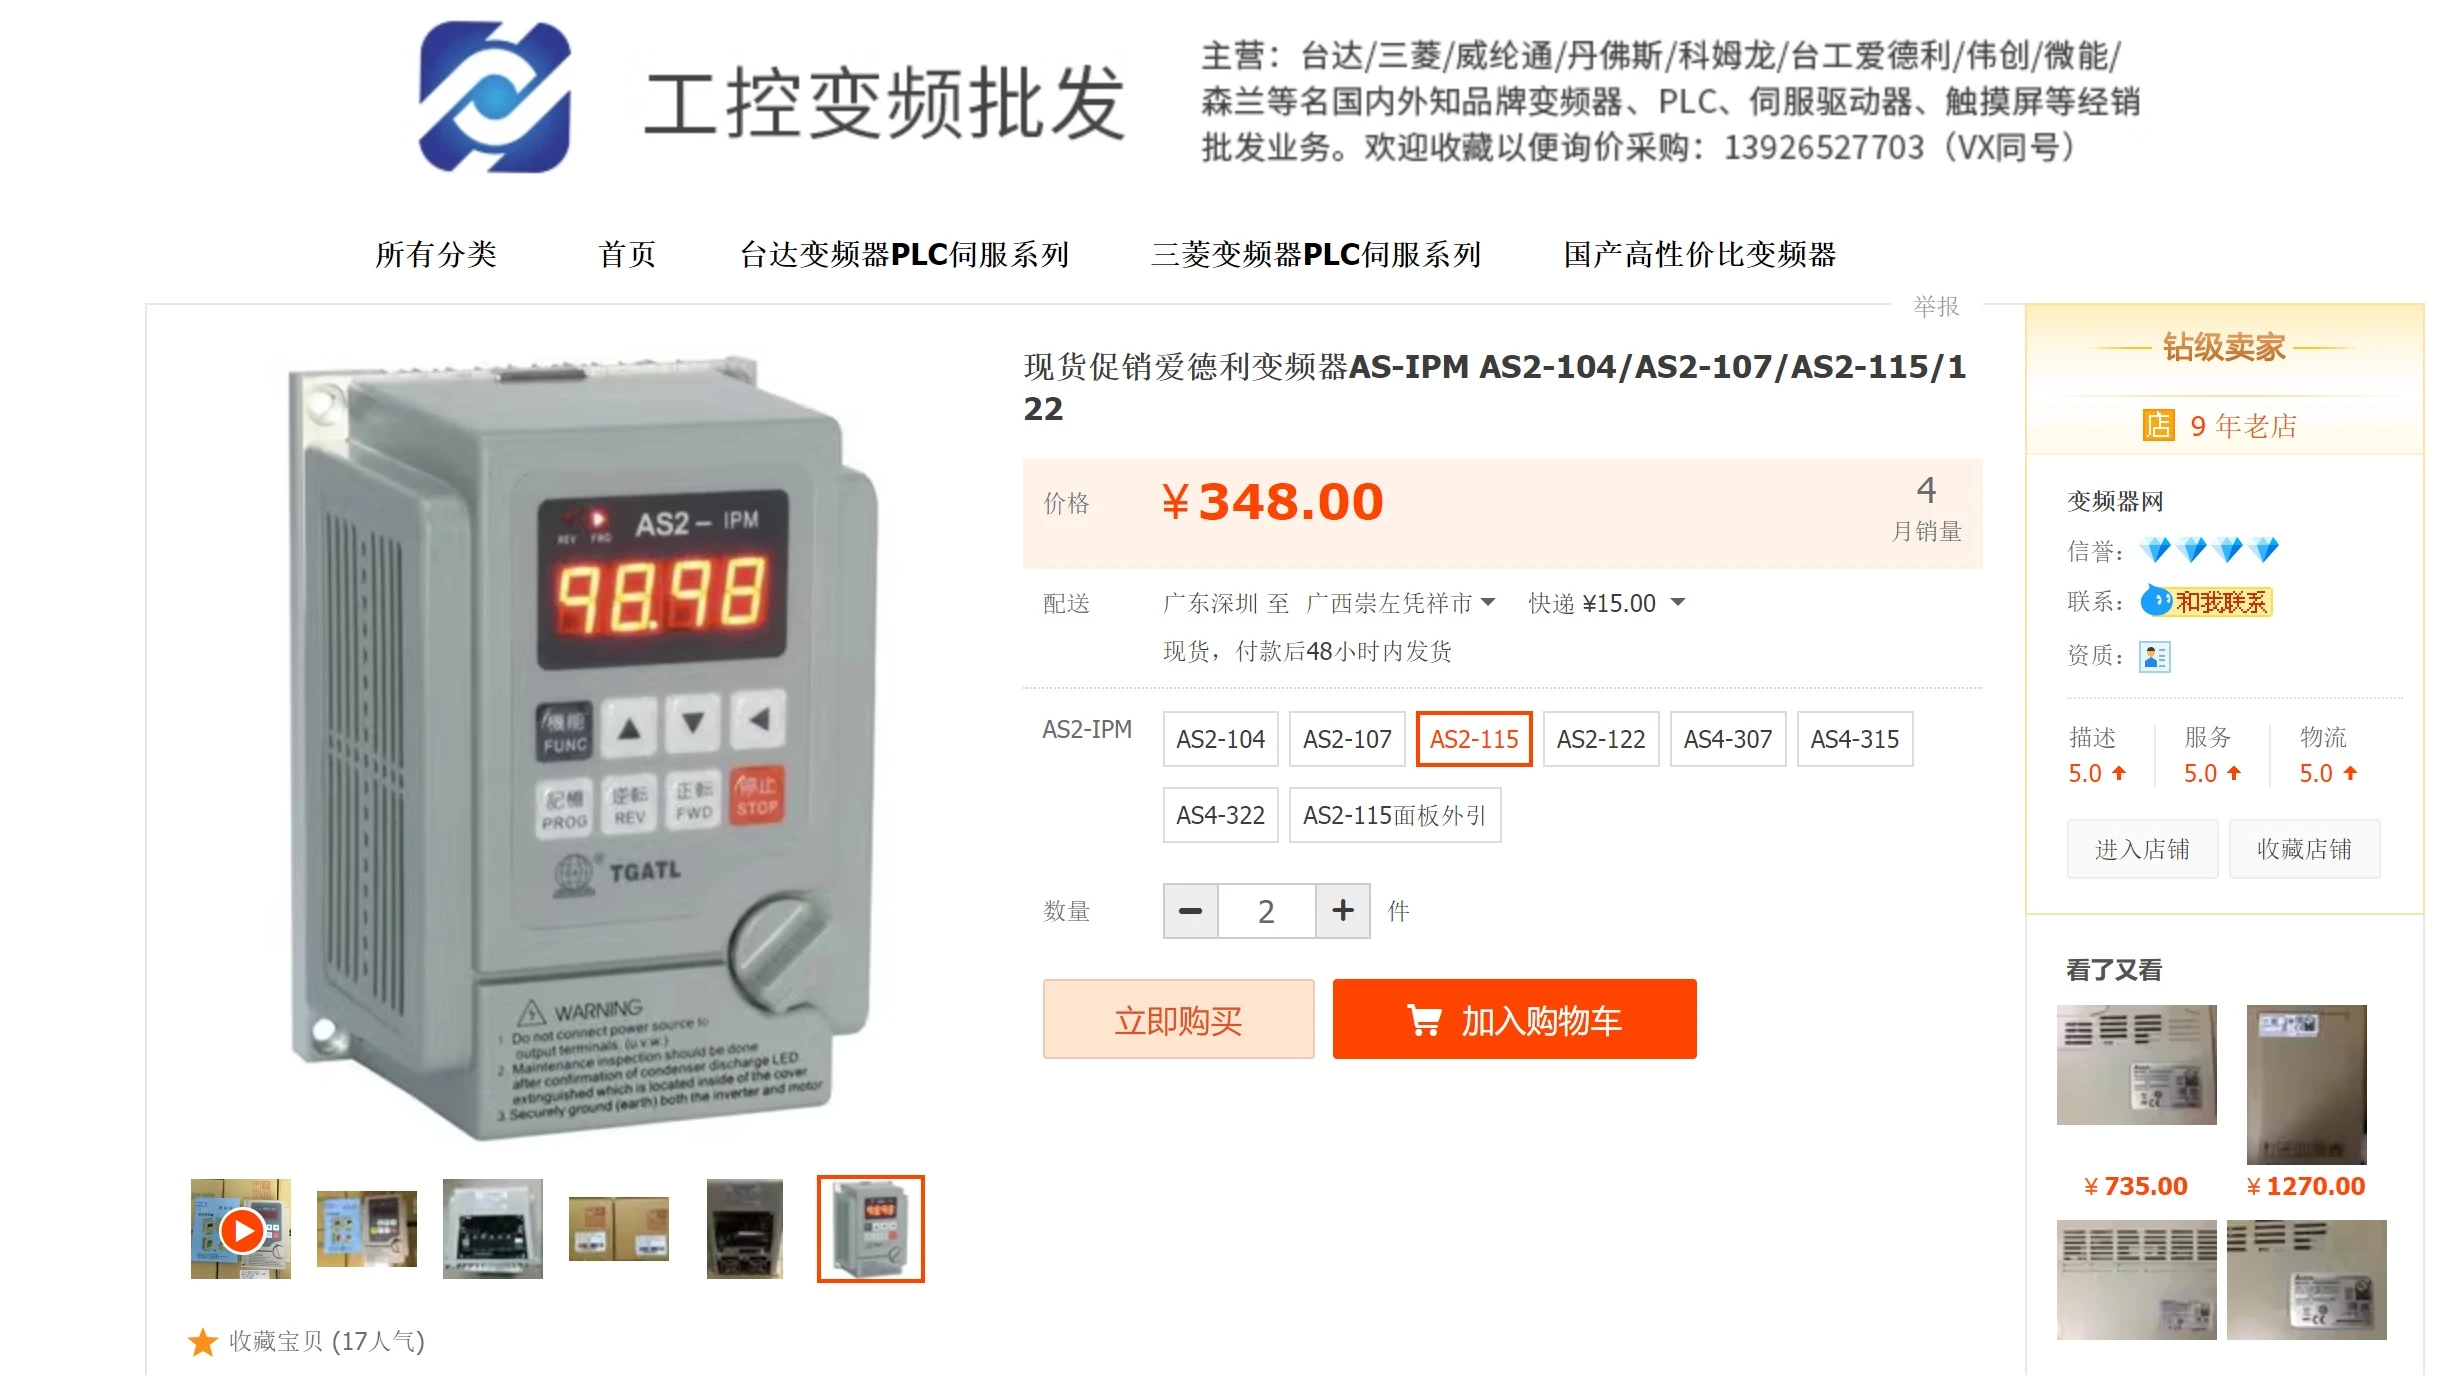 工控变频批发
主营：台达/三菱/威纶通/丹佛斯/科姆龙/台工爱德利/伟创/微能/
森兰等名国内外知品牌变频器、PLC、伺服驱动器、触摸屏等经销
批发业务。欢迎收藏以便询价采购：13926527703（VX同号）
所有分类 首页 台达变频器PLC伺服系列 三菱变频器PLC伺服系列 国产高性价比变频器
举报
AS2- IPM
REV FWD
98.98
機能
FUNC
記憶 逆転 正転 停止
PROG REV FWD STOP
TGATL
WARNING
1 Do not connect power source to
output terminals. (u.v.w.)
2. Maintenance inspection should be done
after confirmation of condenser discharge LED.
extinguished which is located inside of the cover
3. Securely ground (earth) both the inverter and motor
收藏宝贝 (17人气)
现货促销爱德利变频器AS-IPM AS2-104/AS2-107/AS2-115/1
22
价格 ¥348.00
4
月销量
配送 广东深圳 至 广西崇左凭祥市 快递 ¥15.00
现货，付款后48小时内发货
AS2-IPM AS2-104 AS2-107 AS2-115 AS2-122 AS4-307 AS4-315
AS4-322 AS2-115面板外引
数量 2 件
立即购买 加入购物车
钻级卖家
店 9 年老店
变频器网
信誉：
联系： 和我联系
资质：
描述 服务 物流
5.0 5.0 5.0
进入店铺 收藏店铺
看了又看
¥735.00 ¥1270.00